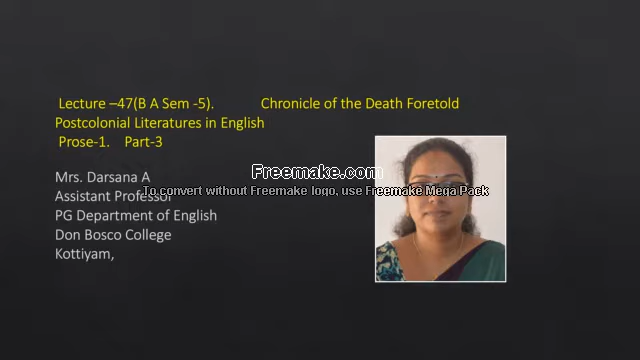 Lecture –47(B A Sem -5). Chronicle of the Death Foretold
Postcolonial Literatures in English
Prose-1. Part-3
Freemake.com
Mrs. Darsana A
To convert without Freemake logo, use Freemake Mega Pack
Assistant Professor
PG Department of English
Don Bosco College
Kottiyam,